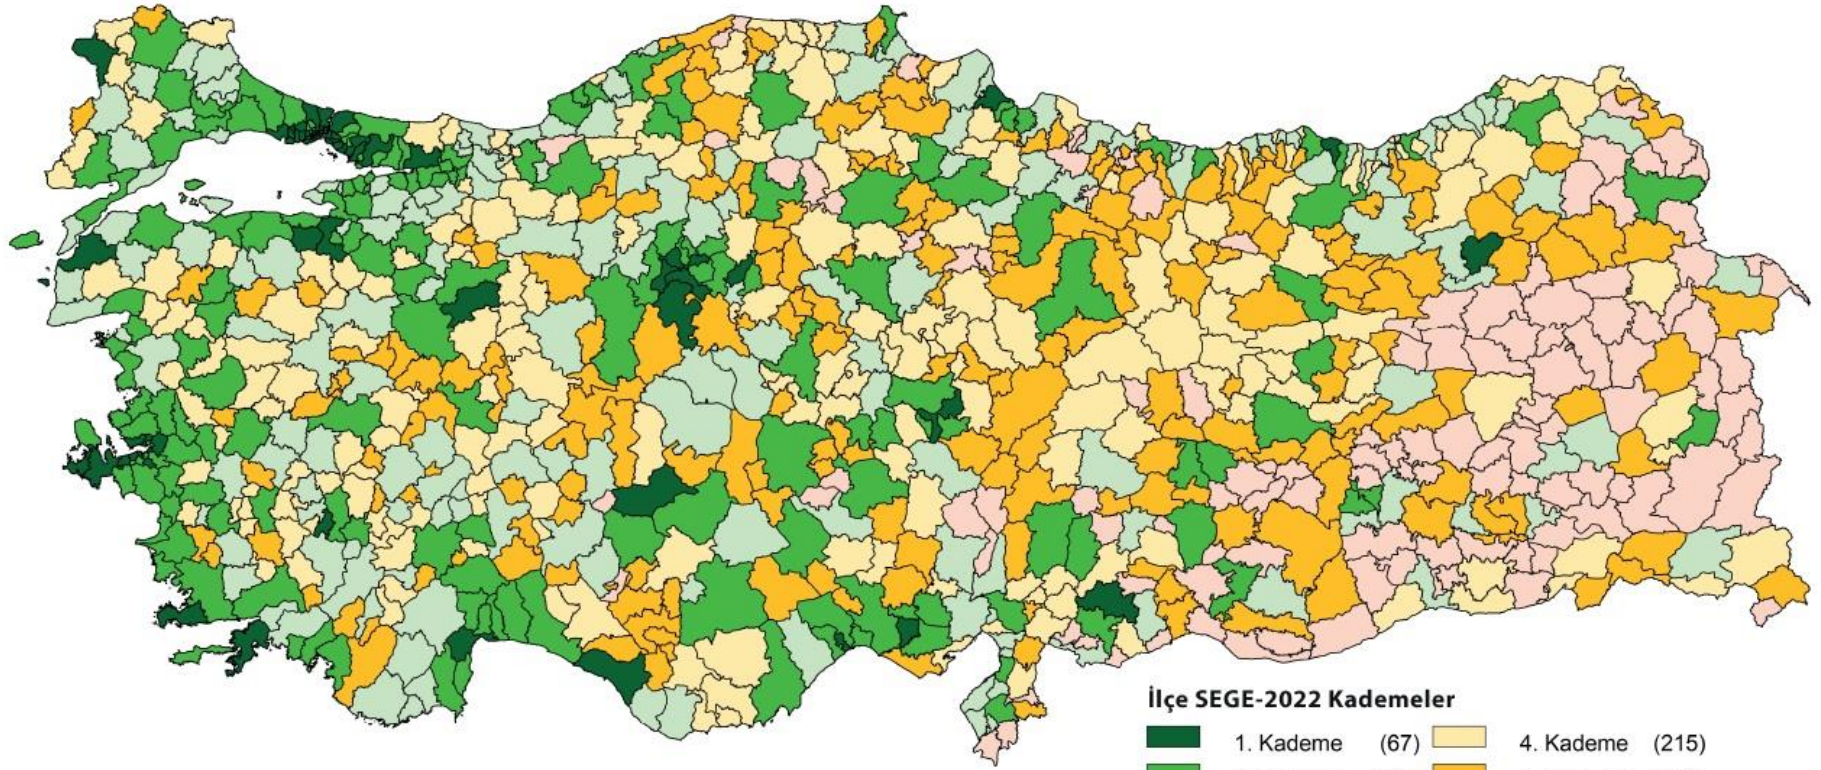 İlçe SEGE-2022 Kademeler
1. Kademe (67) 4. Kademe (215)